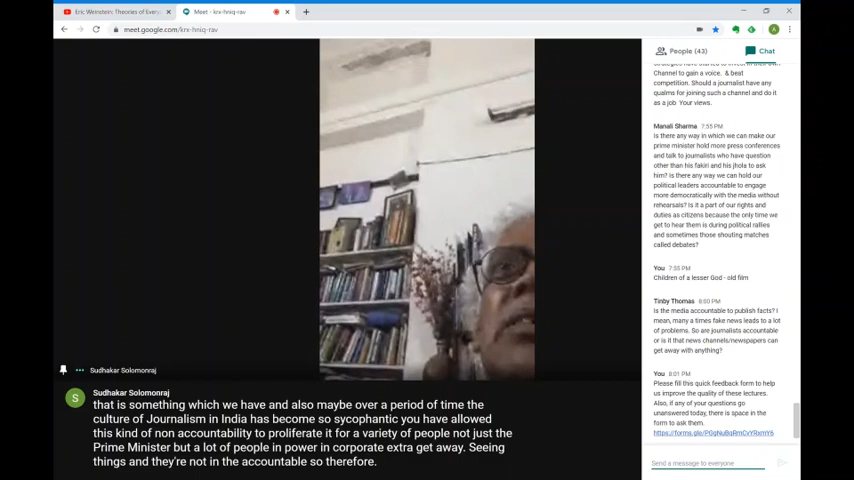 Eric Weinstein: Theories of Every
Meet - krx-hniq-rav
meet.google.com/krx-hniq-rav
People (43)
Chat
Channel to gain a voice. & beat
competition. Should a journalist have any
qualms for joining such a channel and do it
as a job Your views.
Manali Sharma 7:55 PM
Is there any way in which we can make our
prime minister hold more press conferences
and talk to journalists who have question
other than his fakiri and his jhola to ask
him? Is there any way we can hold our
political leaders accountable to engage
more democratically with the media without
rehearsals? Is it a part of our rights and
duties as citizens because the only time we
get to hear them is during political rallies
and sometimes those shouting matches
called debates?
You 7:55 PM
Children of a lesser God - old film
Tinby Thomas 8:00 PM
Is the media accountable to publish facts? I
mean, many a times fake news leads to a lot
of problems. So are journalists accountable
or is it that news channels/newspapers can
get away with anything?
You 8:01 PM
Please fill this quick feedback form to help
us improve the quality of these lectures.
Also, if any of your questions go
unanswered today, there is space in the
form to ask them.
Send a message to everyone
Sudhakar Solomonraj
S
Sudhakar Solomonraj
that is something which we have and also maybe over a period of time the
culture of Journalism in India has become so sycophantic you have allowed
this kind of non accountability to proliferate it for a variety of people not just the
Prime Minister but a lot of people in power in corporate extra get away. Seeing
things and they're not in the accountable so therefore.